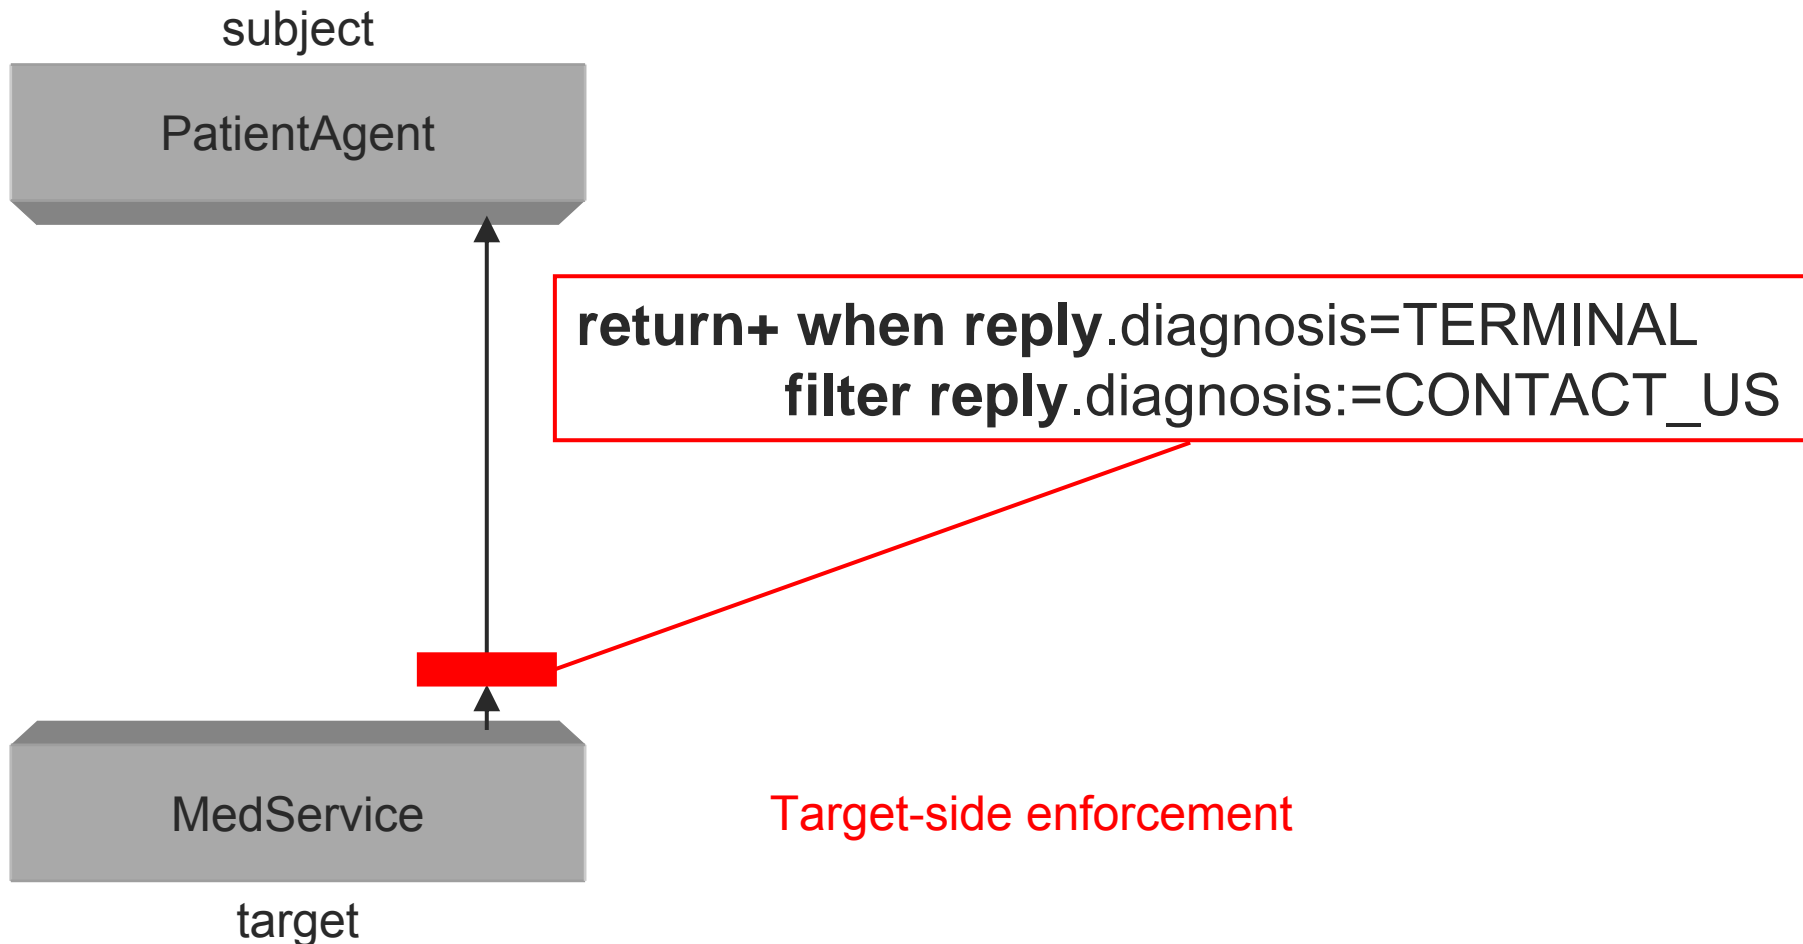 subject
PatientAgent
return+ when reply.diagnosis=TERMINAL
filter reply.diagnosis:=CONTACT_US
MedService
Target-side enforcement
target